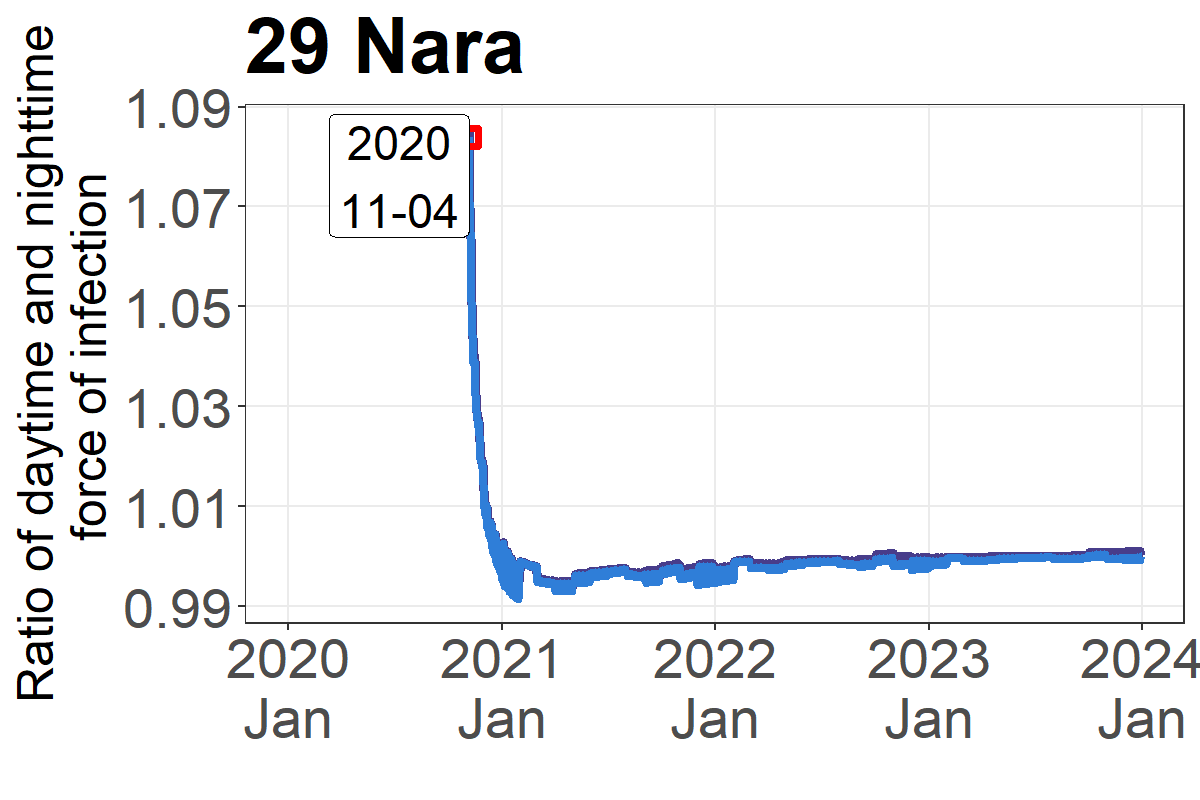 29 Nara
Ratio of daytime and nighttime
force of infection
1.09
1.07
1.05
1.03
1.01
0.99
2020
11-04
2020 2021 2022 2023 2024
Jan Jan Jan Jan Jan